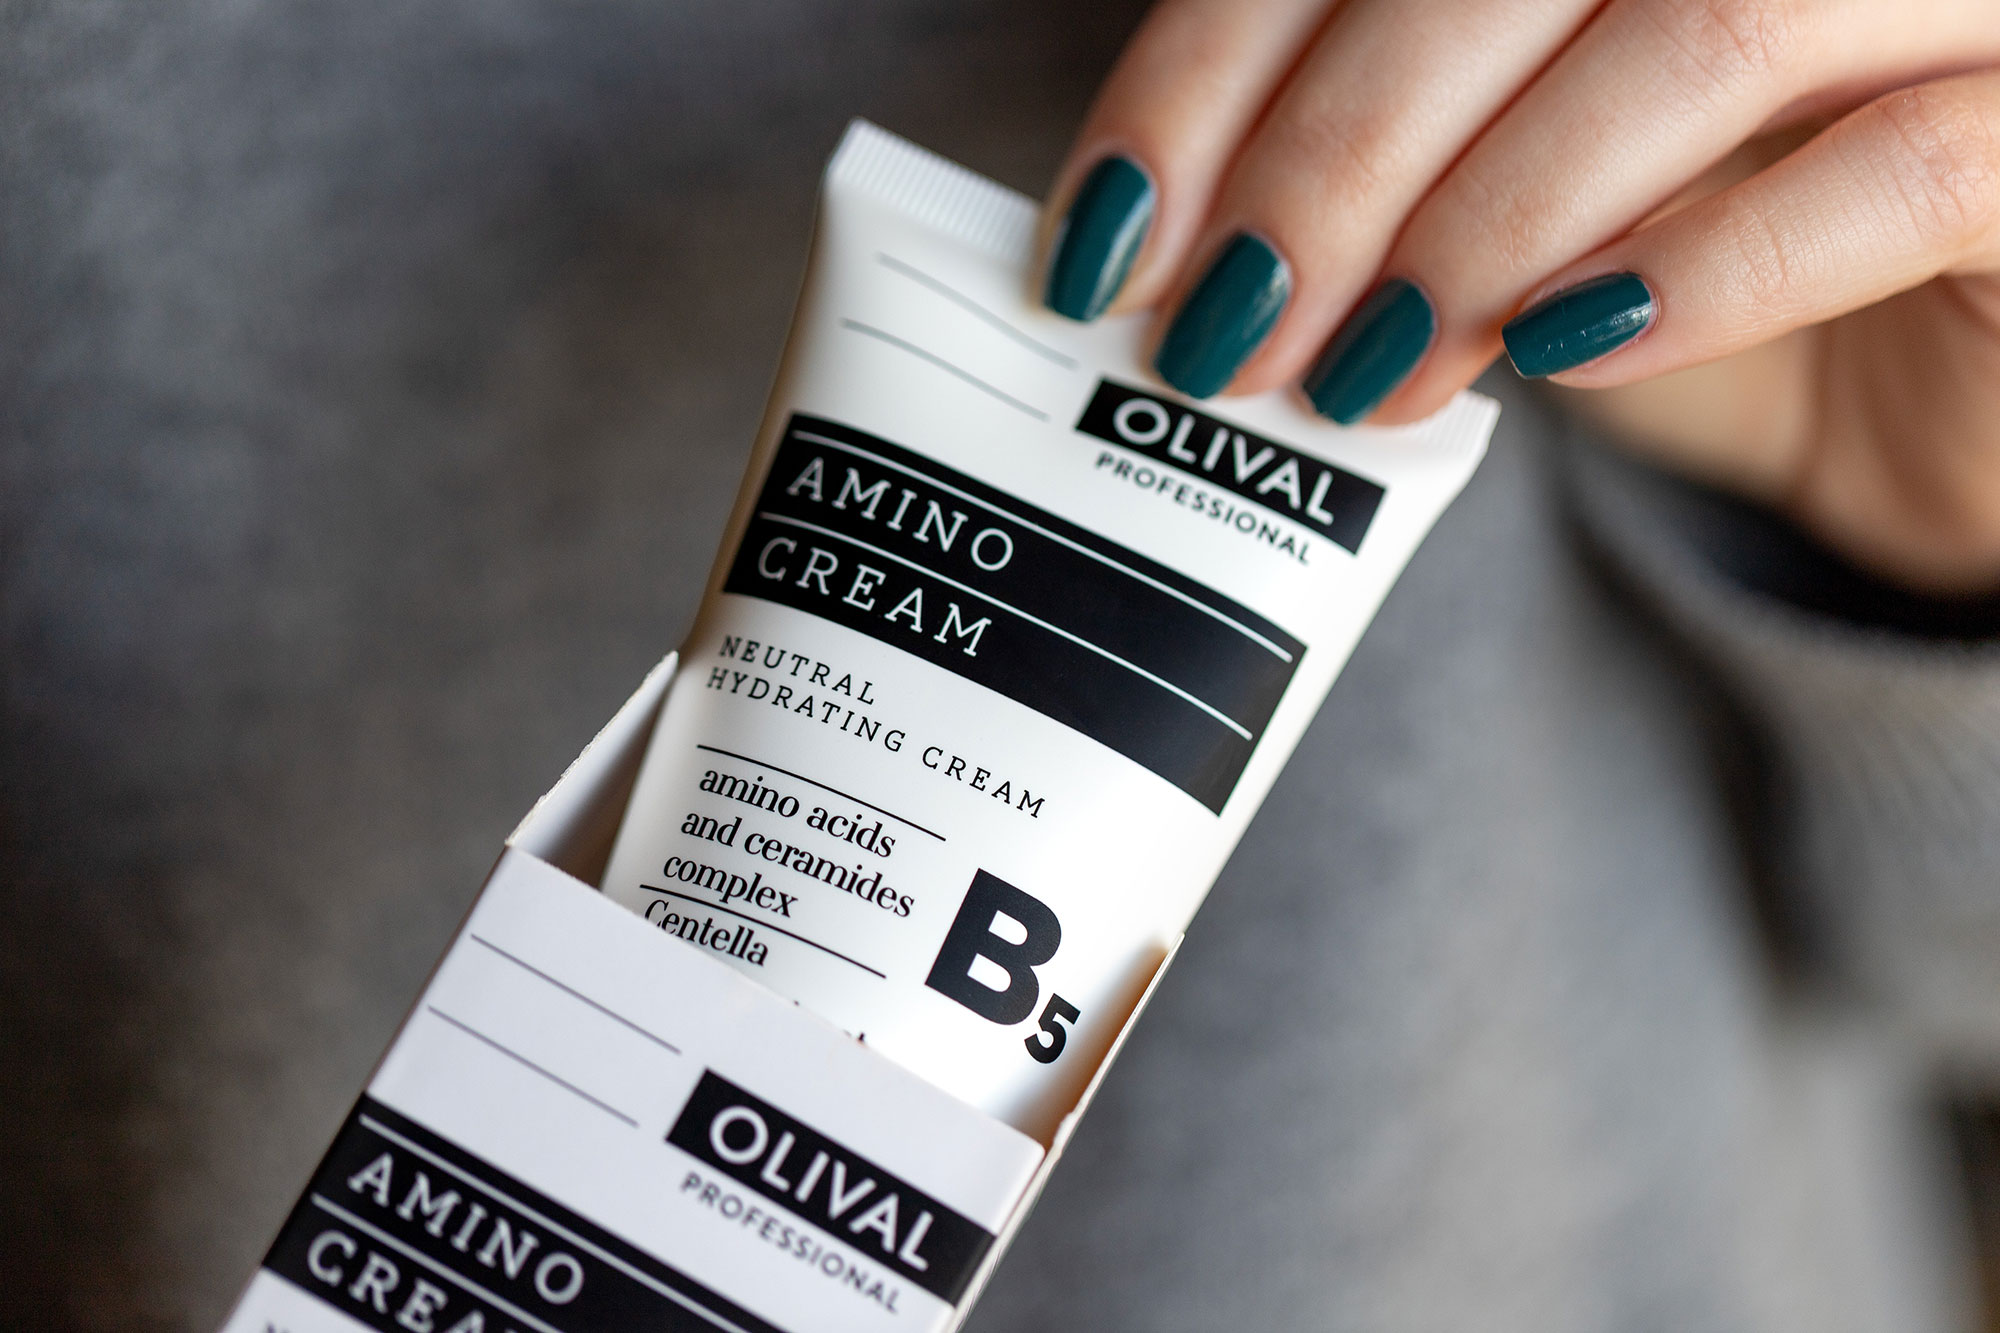 OLIVAL
PROFESSIONAL
AMINO
CREAM
NEUTRAL
HYDRATING CREAM
amino acids
and ceramides
complex
Centella
B5
OLIVAL
PROFESSIONAL
AMINO